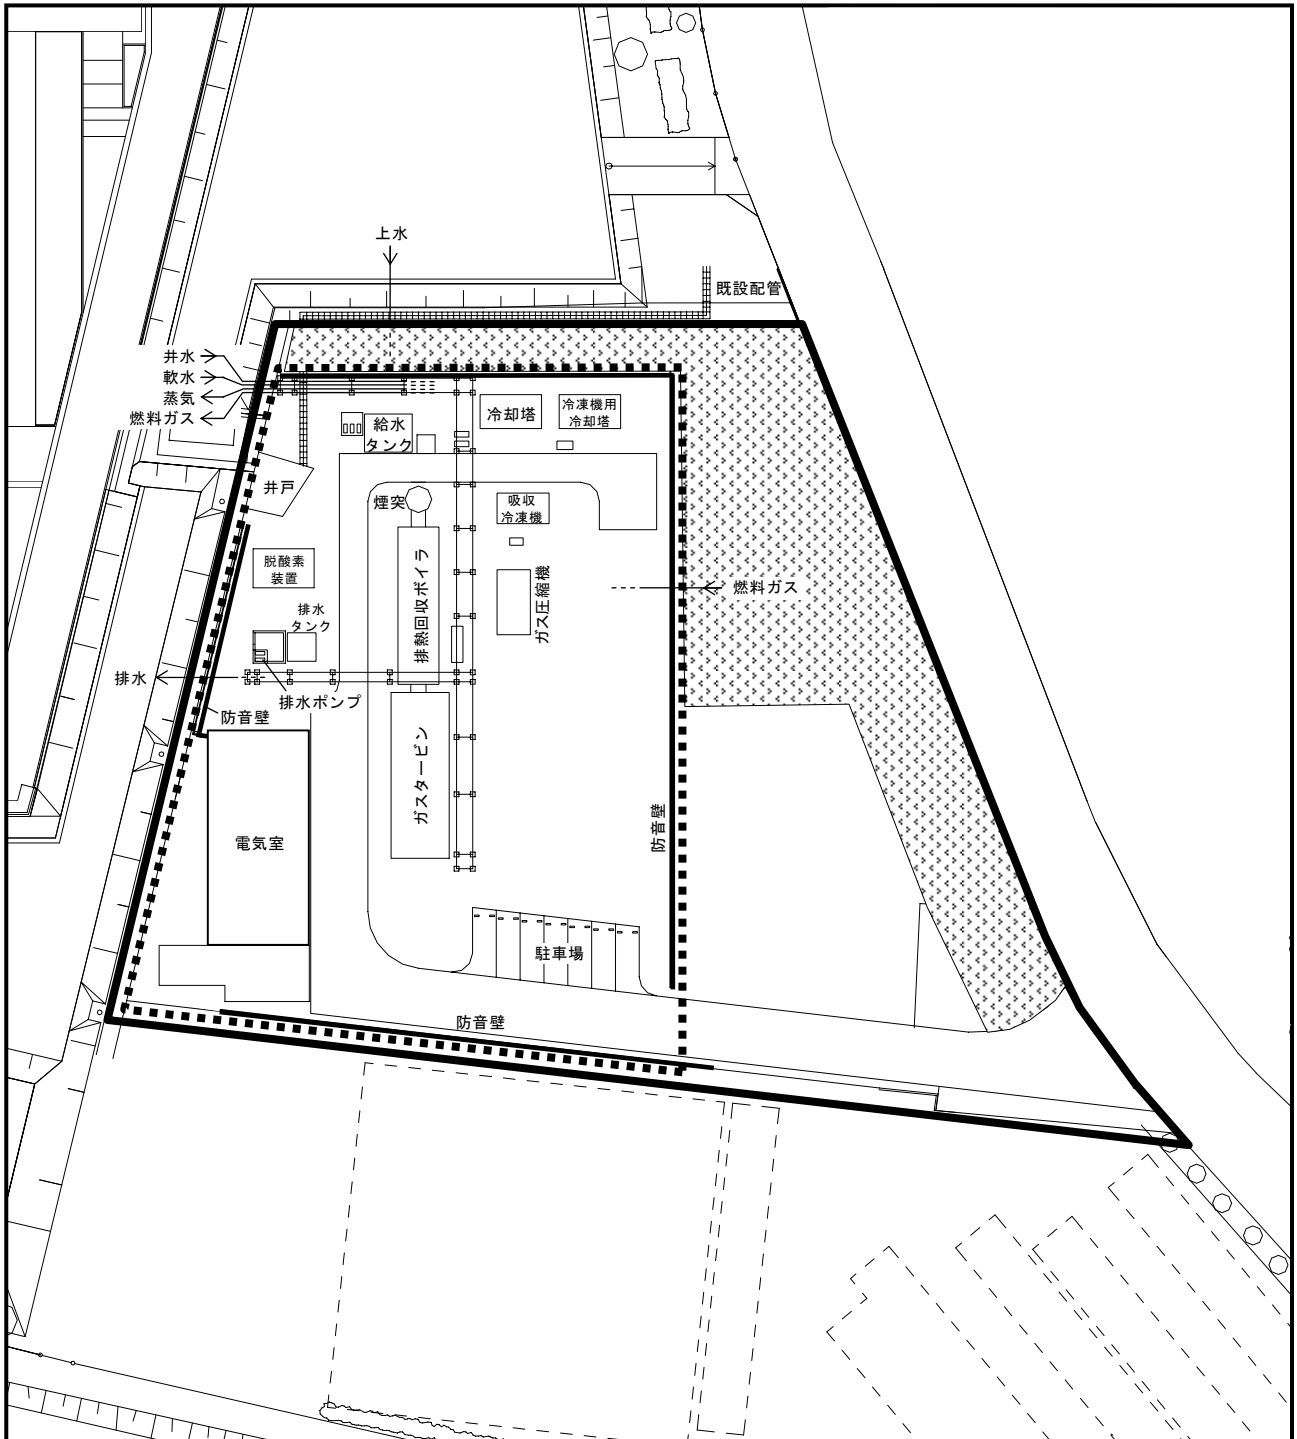 上水
既設配管
井水
軟水
蒸気
燃料ガス
給水
タンク
冷却塔
冷凍機用
冷却塔
井戸
煙突
吸収
冷凍機
脱酸素
装置
排熱回収ボイラ
ガス圧縮機
燃料ガス
排水
タンク
排水
排水ポンプ
防音壁
ガスタービン
電気室
防音壁
駐車場
防音壁